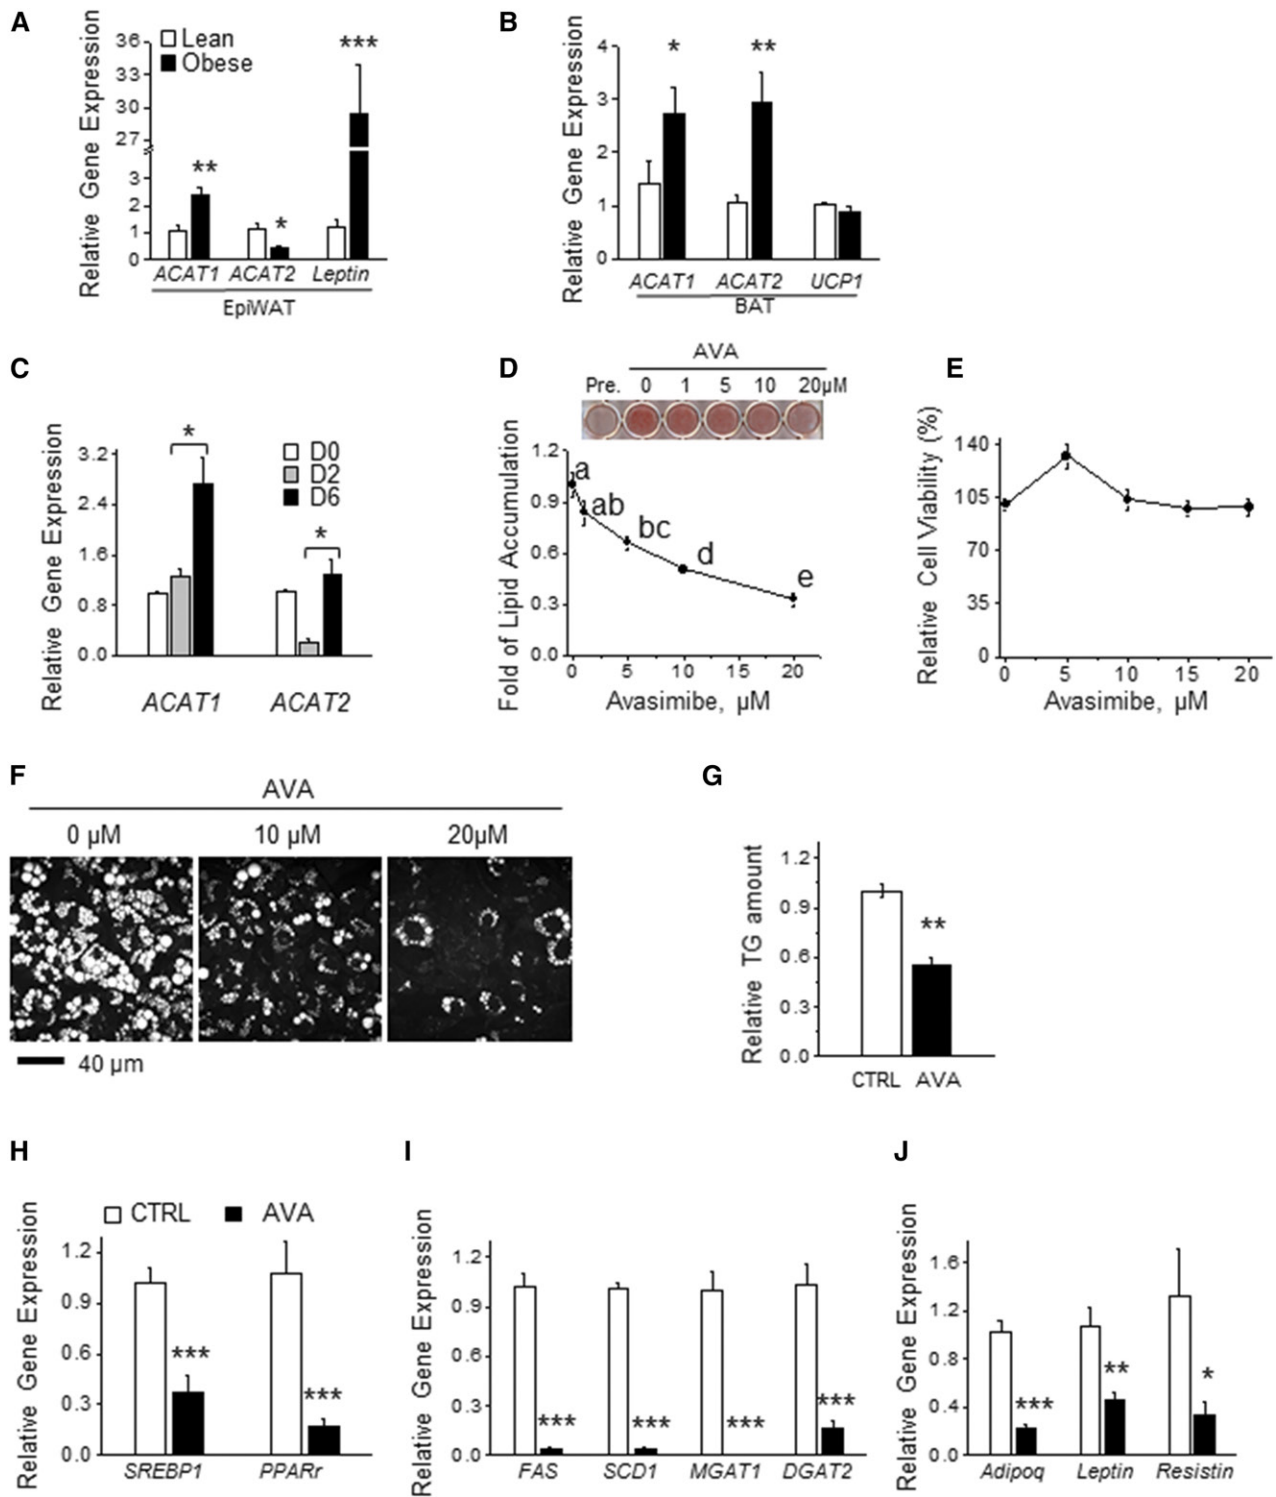 A
Relative Gene Expression
36
33
30
27
3
2
1
0
Lean
Obese
***
**
*
ACAT1 ACAT2 Leptin
EpiWAT
B
Relative Gene Expression
4
3
2
1
0
* **
ACAT1 ACAT2 UCP1
BAT
C
Relative Gene Expression
3.2
2.4
1.6
0.8
0.0
*
*
D0
D2
D6
ACAT1 ACAT2
D
AVA
Pre. 0 1 5 10 20µM
Fold of Lipid Accumulation
1.2
0.9
0.6
0.3
0.0
a
ab
bc
d
e
0 5 10 15 20
Avasimibe, µM
E
Relative Cell Viability (%)
140
105
70
35
0
0 5 10 15 20
Avasimibe, µM
F
AVA
0 µM 10 µM 20µM
40 µm
G
Relative TG amount
1.2
0.9
0.6
0.3
0.0
**
CTRL AVA
H
Relative Gene Expression
CTRL AVA
1.2
0.9
0.6
0.3
0.0
***
***
SREBP1 PPARr
I
Relative Gene Expression
1.2
0.9
0.6
0.3
0.0
*** *** *** ***
FAS SCD1 MGAT1 DGAT2
J
Relative Gene Expression
1.6
1.2
0.8
0.4
0.0
*** ** *
Adipoq Leptin Resistin